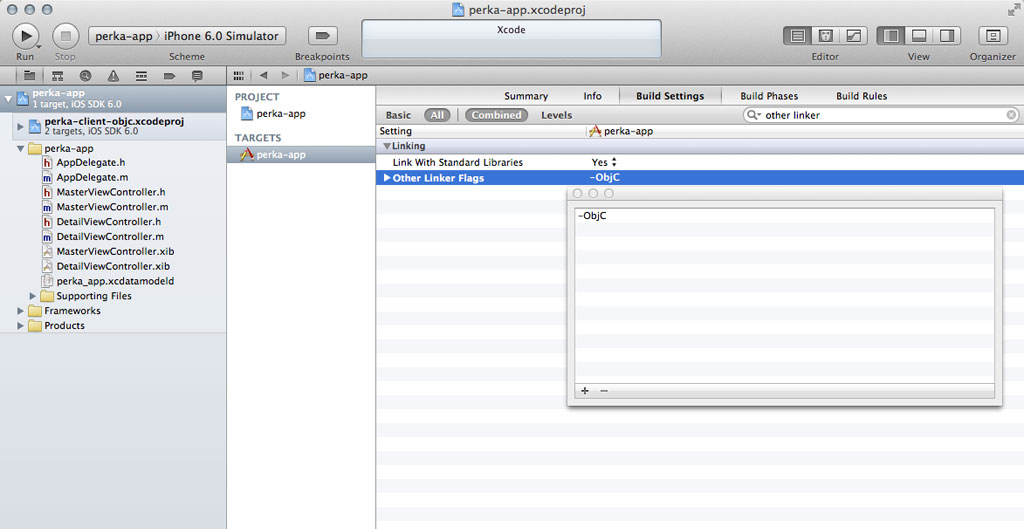 perka-app.xcodeproj
perka-app iPhone 6.0 Simulator
Xcode
Run Stop Scheme Breakpoints Editor View Organizer
perka-app
perka-app
1 target, iOS SDK 6.0
perka-client-objc.xcodeproj
2 targets, iOS SDK 6.0
perka-app
h AppDelegate.h
m AppDelegate.m
h MasterViewController.h
m MasterViewController.m
h DetailViewController.h
m DetailViewController.m
MasterViewController.xib
DetailViewController.xib
perka_app.xcdatamodeld
Supporting Files
Frameworks
Products
PROJECT
perka-app
TARGETS
perka-app
Summary Info Build Settings Build Phases Build Rules
Basic All Combined Levels other linker
Setting perka-app
Linking
Link With Standard Libraries Yes
Other Linker Flags -ObjC
-ObjC
+ −